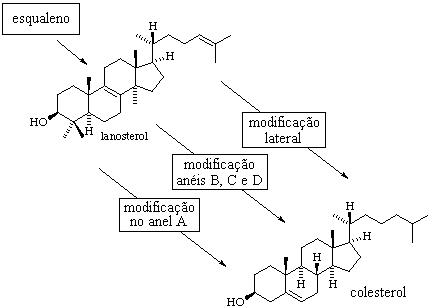 esqualeno
H
H
HO
H
lanosterol
modificação
lateral
modificação
anéis B, C e D
modificação
no anel A
H
H
H
H
H
HO
colesterol